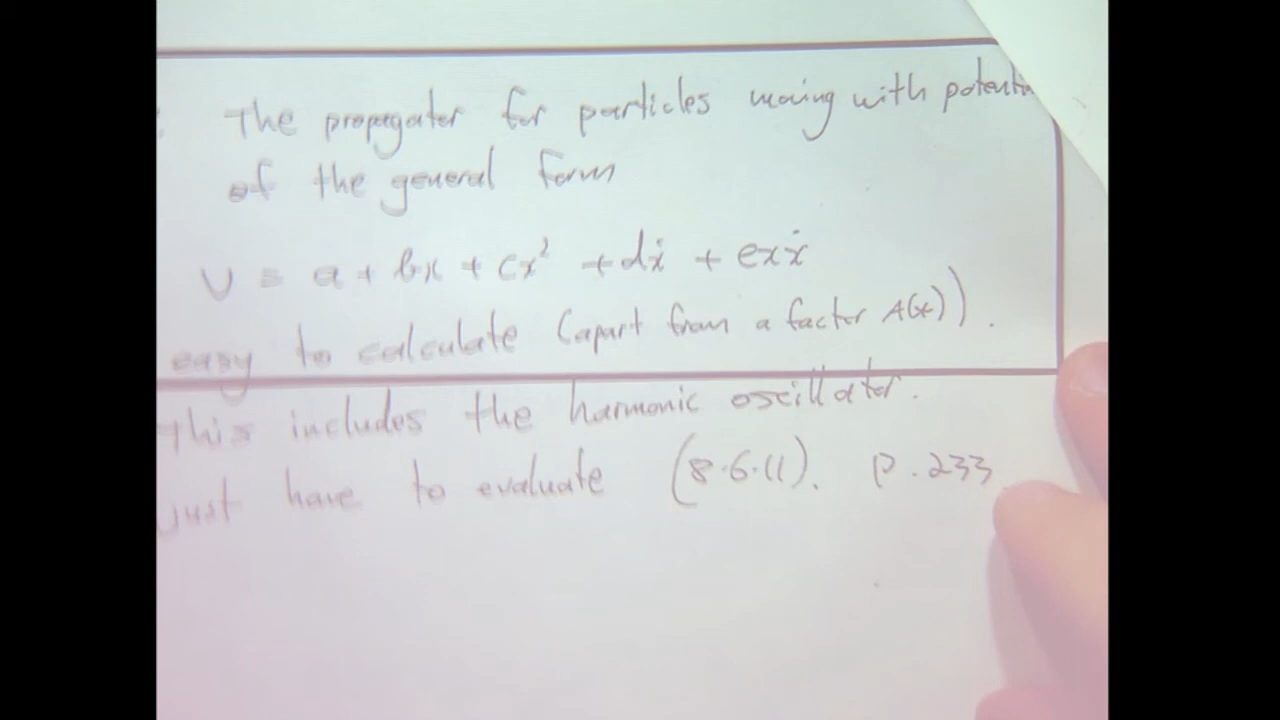 : The propagator for particles moving with potentia
of the general form
V = a + bx + cx² + dẋ + exẋ
easy to calculate (apart from a factor A(t)).
This includes the harmonic oscillator.
just have to evaluate (8.6.11). p.233